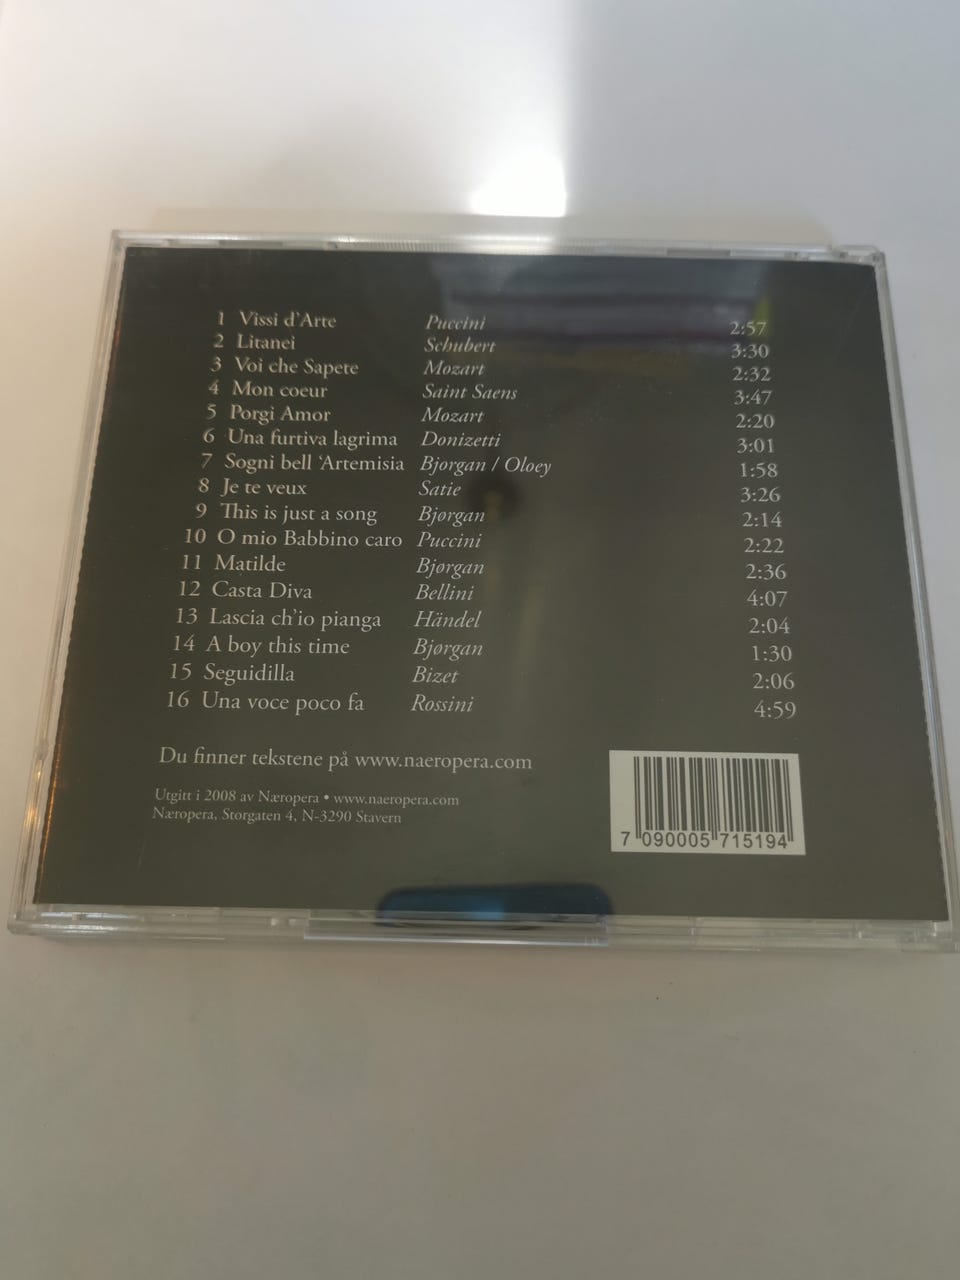 1 Vissi d'Arte Puccini 2:57
2 Litanei Schubert 3:30
3 Voi che Sapete Mozart 2:32
4 Mon coeur Saint Saens 3:47
5 Porgi Amor Mozart 2:20
6 Una furtiva lagrima Donizetti 3:01
7 Sogni bell 'Artemisia Bjørgan / Oloey 1:58
8 Je te veux Satie 3:26
9 This is just a song Bjørgan 2:14
10 O mio Babbino caro Puccini 2:22
11 Matilde Bjørgan 2:36
12 Casta Diva Bellini 4:07
13 Lascia ch'io pianga Händel 2:04
14 A boy this time Bjørgan 1:30
15 Seguidilla Bizet 2:06
16 Una voce poco fa Rossini 4:59
Du finner tekstene på www.naeropera.com
Utgitt i 2008 av Næropera • www.naeropera.com
Næropera, Storgaten 4, N-3290 Stavern
7 090005 715194